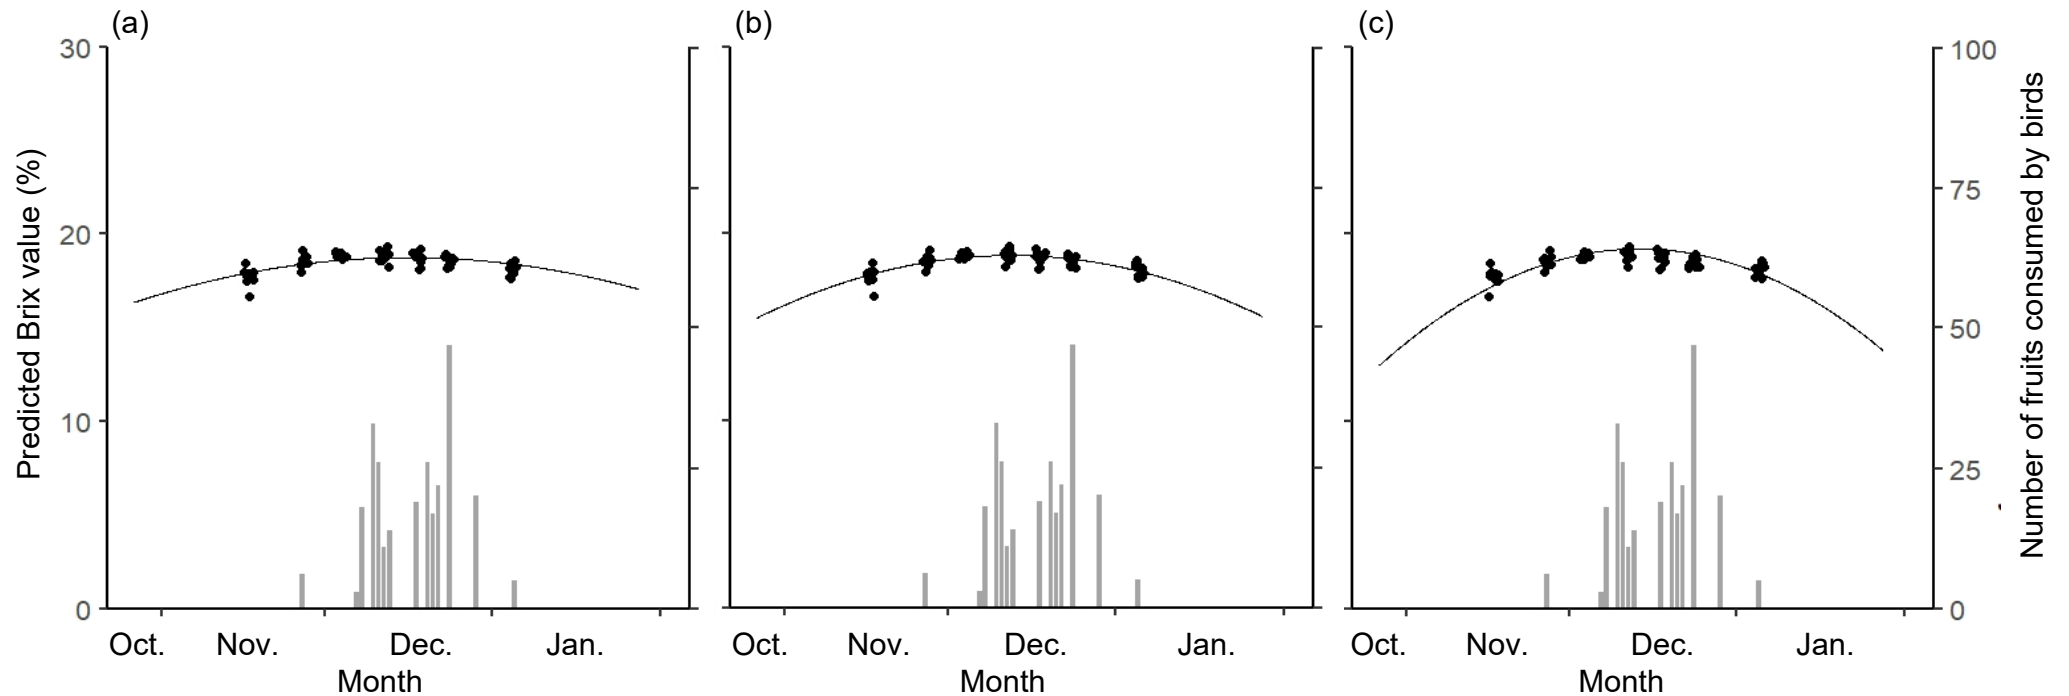 (a)
(b)
(c)
30
20
10
0
Predicted Brix value (%)
100
75
50
25
0
Number of fruits consumed by birds
Oct. Nov. Dec. Jan.
Oct. Nov. Dec. Jan.
Oct. Nov. Dec. Jan.
Month
Month
Month